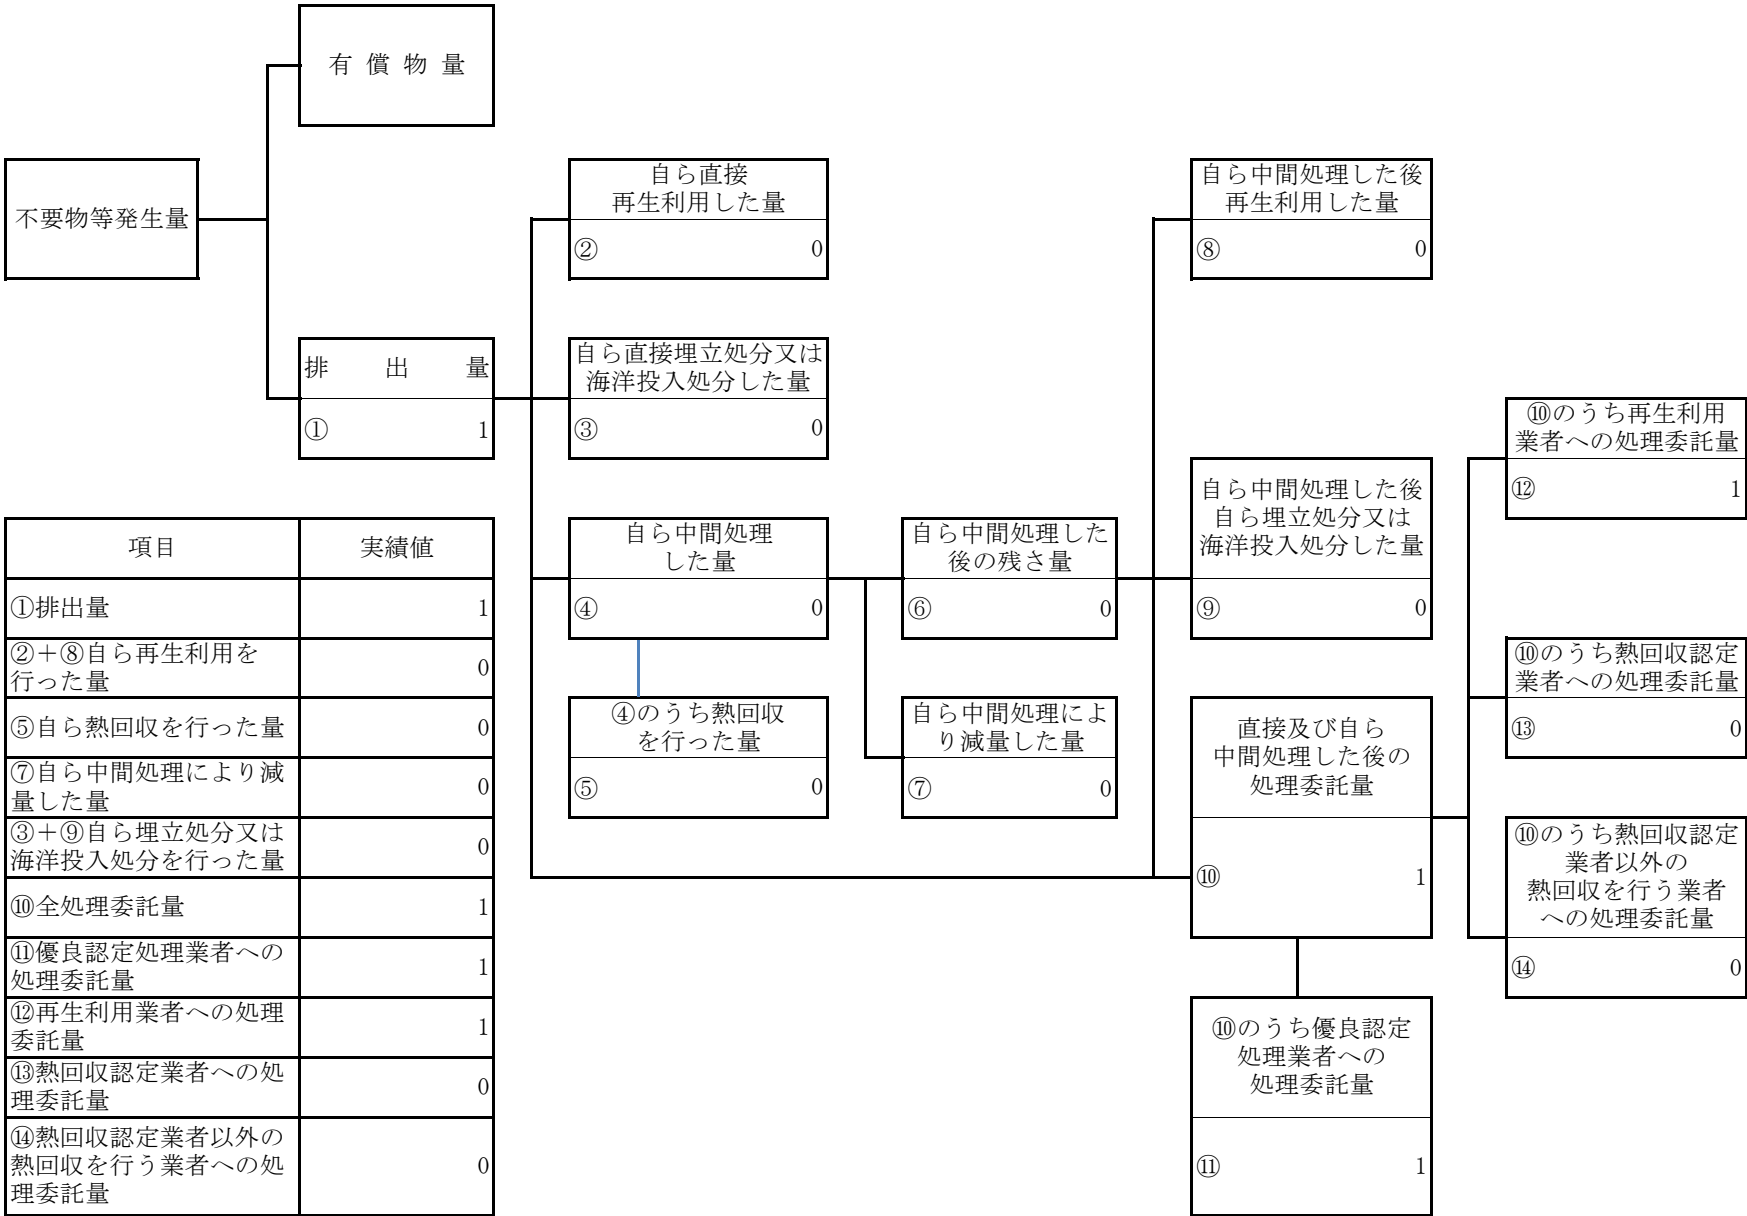 有償物量
不要物等発生量
自ら直接
再生利用した量
② 0
自ら中間処理した後
再生利用した量
⑧ 0
排出量
① 1
自ら直接埋立処分又は
海洋投入処分した量
③ 0
⑩のうち再生利用
業者への処理委託量
⑫ 1
自ら中間処理
した量
④ 0
自ら中間処理した
後の残さ量
⑥ 0
自ら中間処理した後
自ら埋立処分又は
海洋投入処分した量
⑨ 0
⑩のうち熱回収認定
業者への処理委託量
⑬ 0
④のうち熱回収
を行った量
⑤ 0
自ら中間処理によ
り減量した量
⑦ 0
直接及び自ら
中間処理した後の
処理委託量
⑩ 1
⑩のうち熱回収認定
業者以外の
熱回収を行う業者
への処理委託量
⑭ 0
⑩のうち優良認定
処理業者への
処理委託量
⑪ 1
項目 実績値
①排出量 1
②＋⑧自ら再生利用を
行った量 0
⑤自ら熱回収を行った量 0
⑦自ら中間処理により減
量した量 0
③＋⑨自ら埋立処分又は
海洋投入処分を行った量 0
⑩全処理委託量 1
⑪優良認定処理業者への
処理委託量 1
⑫再生利用業者への処理
委託量 1
⑬熱回収認定業者への処
理委託量 0
⑭熱回収認定業者以外の
熱回収を行う業者への処
理委託量 0